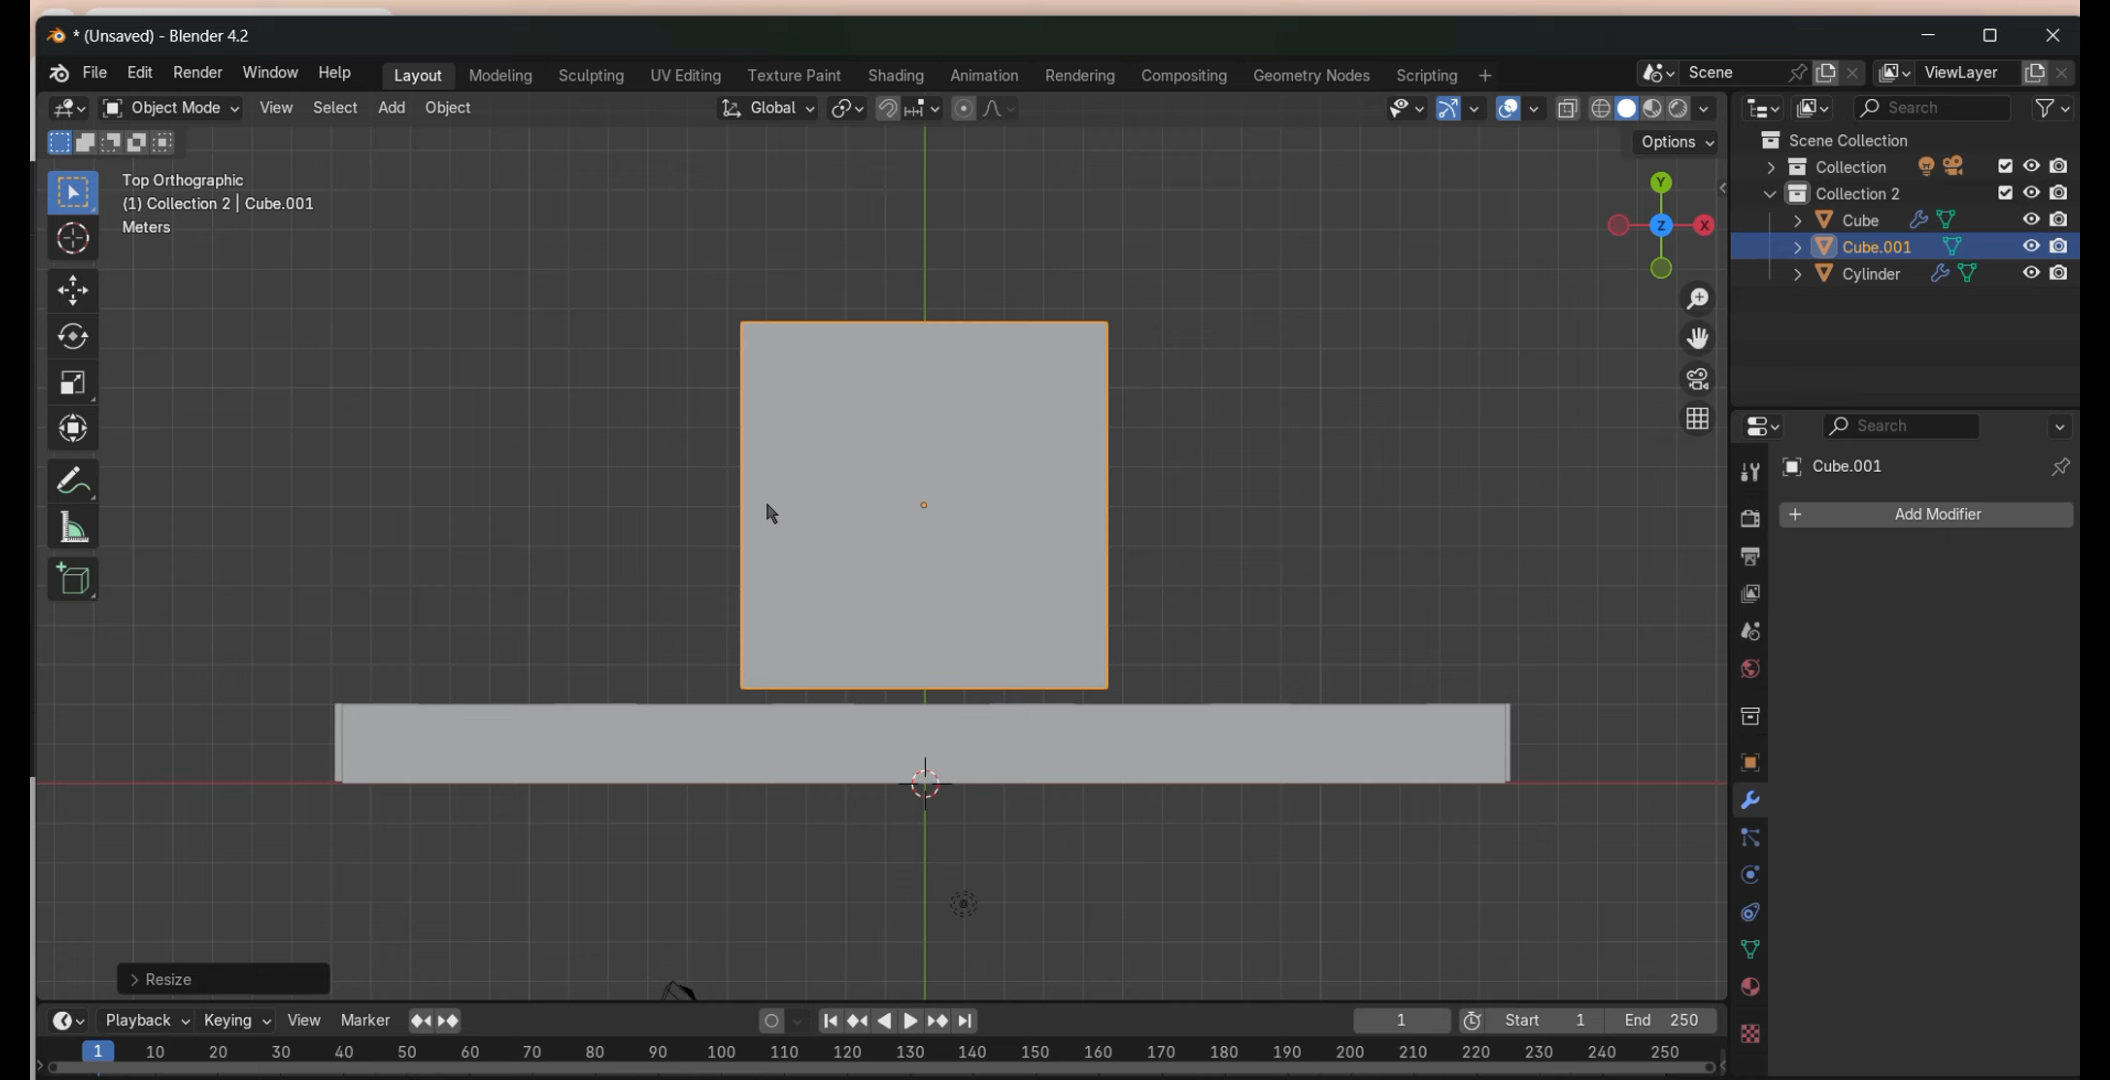 * (Unsaved) - Blender 4.2
File Edit Render Window Help Layout Modeling Sculpting UV Editing Texture Paint Shading Animation Rendering Compositing Geometry Nodes Scripting + Scene ViewLayer
Object Mode View Select Add Object Global Search
Options
Top Orthographic
(1) Collection 2 | Cube.001
Meters
Y
X
Z
Scene Collection
Collection
Collection 2
Cube
Cube.001
Cylinder
Search
Cube.001
+ Add Modifier
> Resize
Playback Keying View Marker 1 Start 1 End 250
1 10 20 30 40 50 60 70 80 90 100 110 120 130 140 150 160 170 180 190 200 210 220 230 240 250